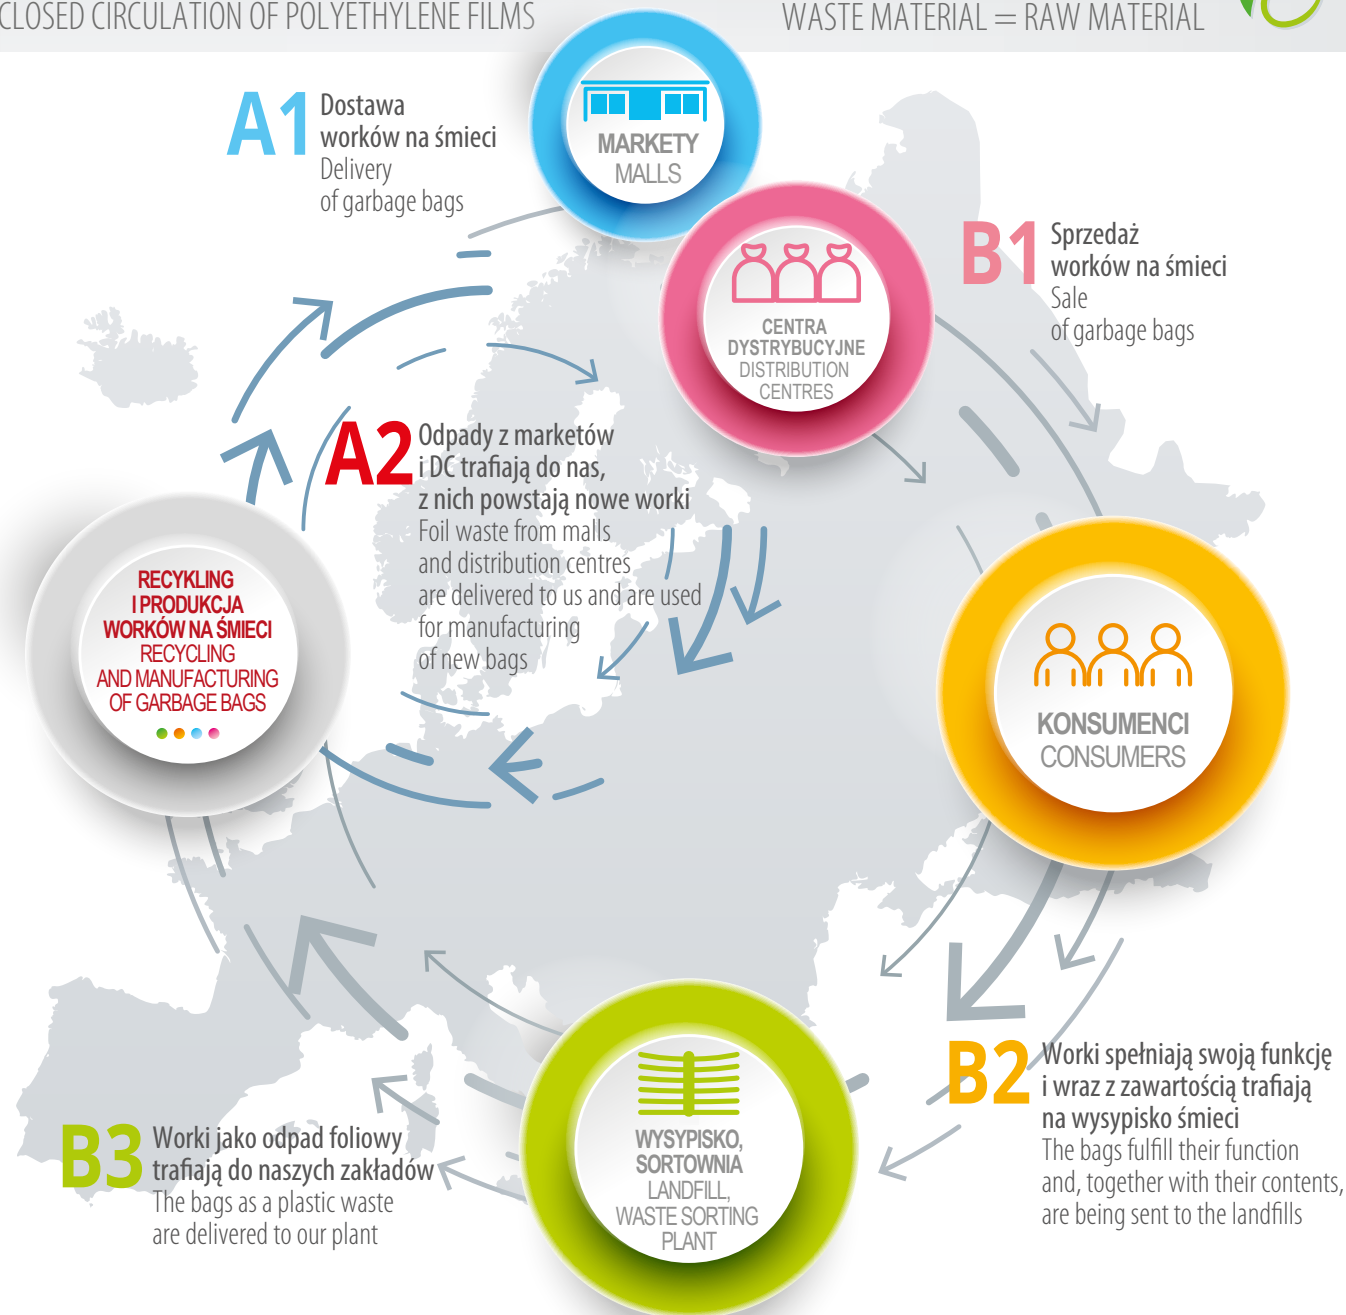 CLOSED CIRCULATION OF POLYETHYLENE FILMS
WASTE MATERIAL = RAW MATERIAL
A1
Dostawa
worków na śmieci
Delivery
of garbage bags
MARKETY
MALLS
B1
Sprzedaż
worków na śmieci
Sale
of garbage bags
CENTRA
DYSTRYBUCYJNE
DISTRIBUTION
CENTRES
A2
Odpady z marketów
i DC trafiają do nas,
z nich powstają nowe worki
Foil waste from malls
and distribution centres
are delivered to us and are used
for manufacturing
of new bags
RECYKLING
I PRODUKCJA
WORKÓW NA ŚMIECI
RECYCLING
AND MANUFACTURING
OF GARBAGE BAGS
KONSUMENCI
CONSUMERS
B2
Worki spełniają swoją funkcję
i wraz z zawartością trafiają
na wysypisko śmieci
The bags fulfill their function
and, together with their contents,
are being sent to the landfills
B3
Worki jako odpad foliowy
trafiają do naszych zakładów
The bags as a plastic waste
are delivered to our plant
WYSYPISKO,
SORTOWNIA
LANDFILL,
WASTE SORTING
PLANT